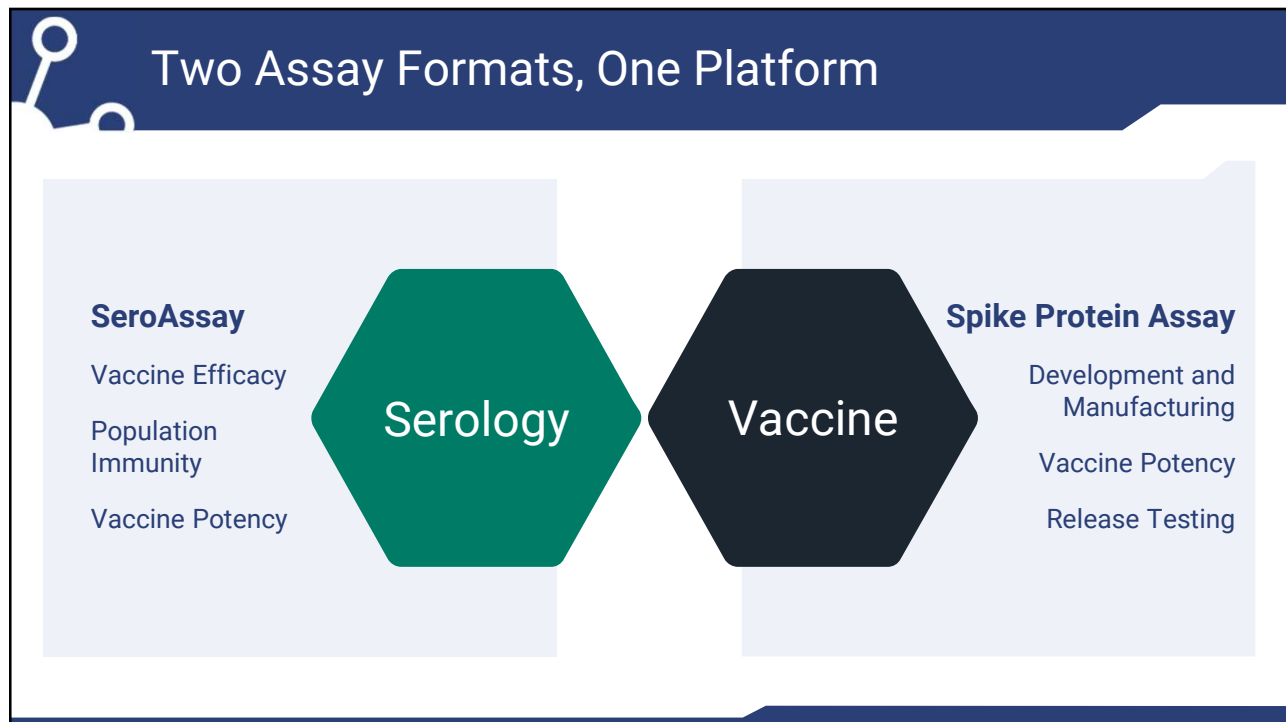 Two Assay Formats, One Platform
SeroAssay
Vaccine Efficacy
Population
Immunity
Vaccine Potency
Serology
Vaccine
Spike Protein Assay
Development and
Manufacturing
Vaccine Potency
Release Testing